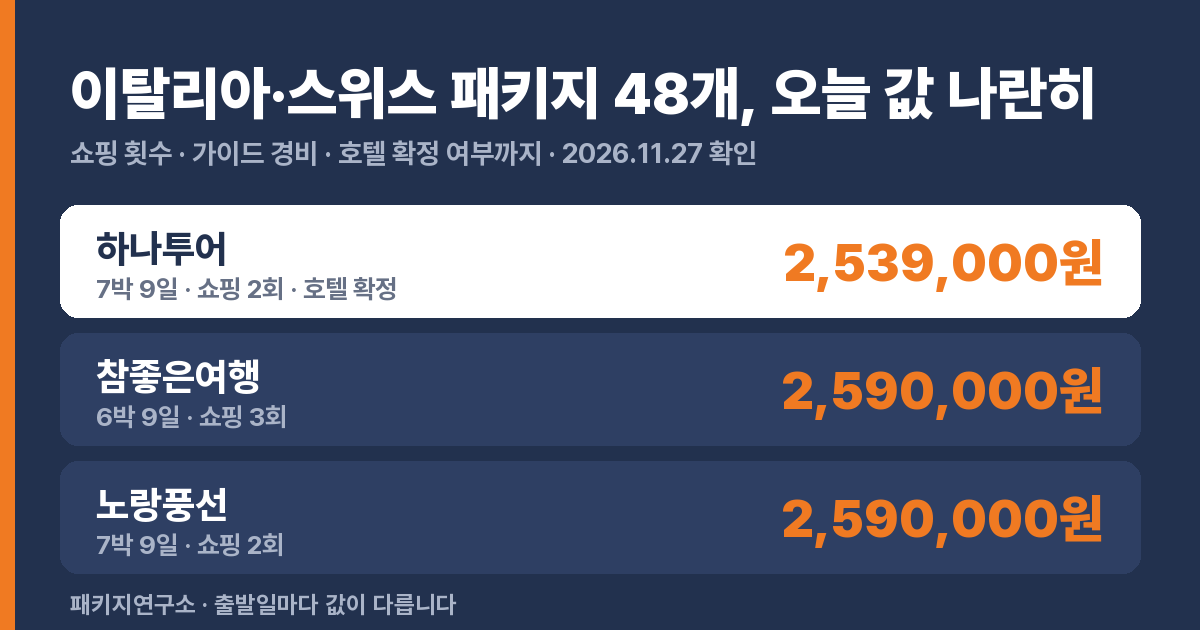 이탈리아·스위스 패키지 48개, 오늘 값 나란히
쇼핑 횟수 · 가이드 경비 · 호텔 확정 여부까지 · 2026.11.27 확인
하나투어
2,539,000원
7박 9일 · 쇼핑 2회 · 호텔 확정
참좋은여행
2,590,000원
6박 9일 · 쇼핑 3회
노랑풍선
2,590,000원
7박 9일 · 쇼핑 2회
패키지연구소 · 출발일마다 값이 다릅니다